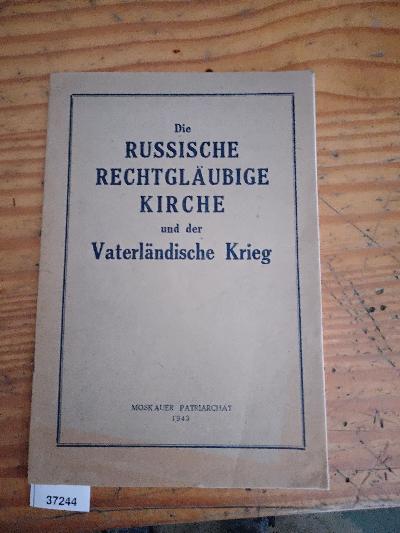 Die
RUSSISCHE
RECHTGLÄUBIGE
KIRCHE
und der
Vaterländische Krieg
MOSKAUER PATRIARCHAT
1943
37244